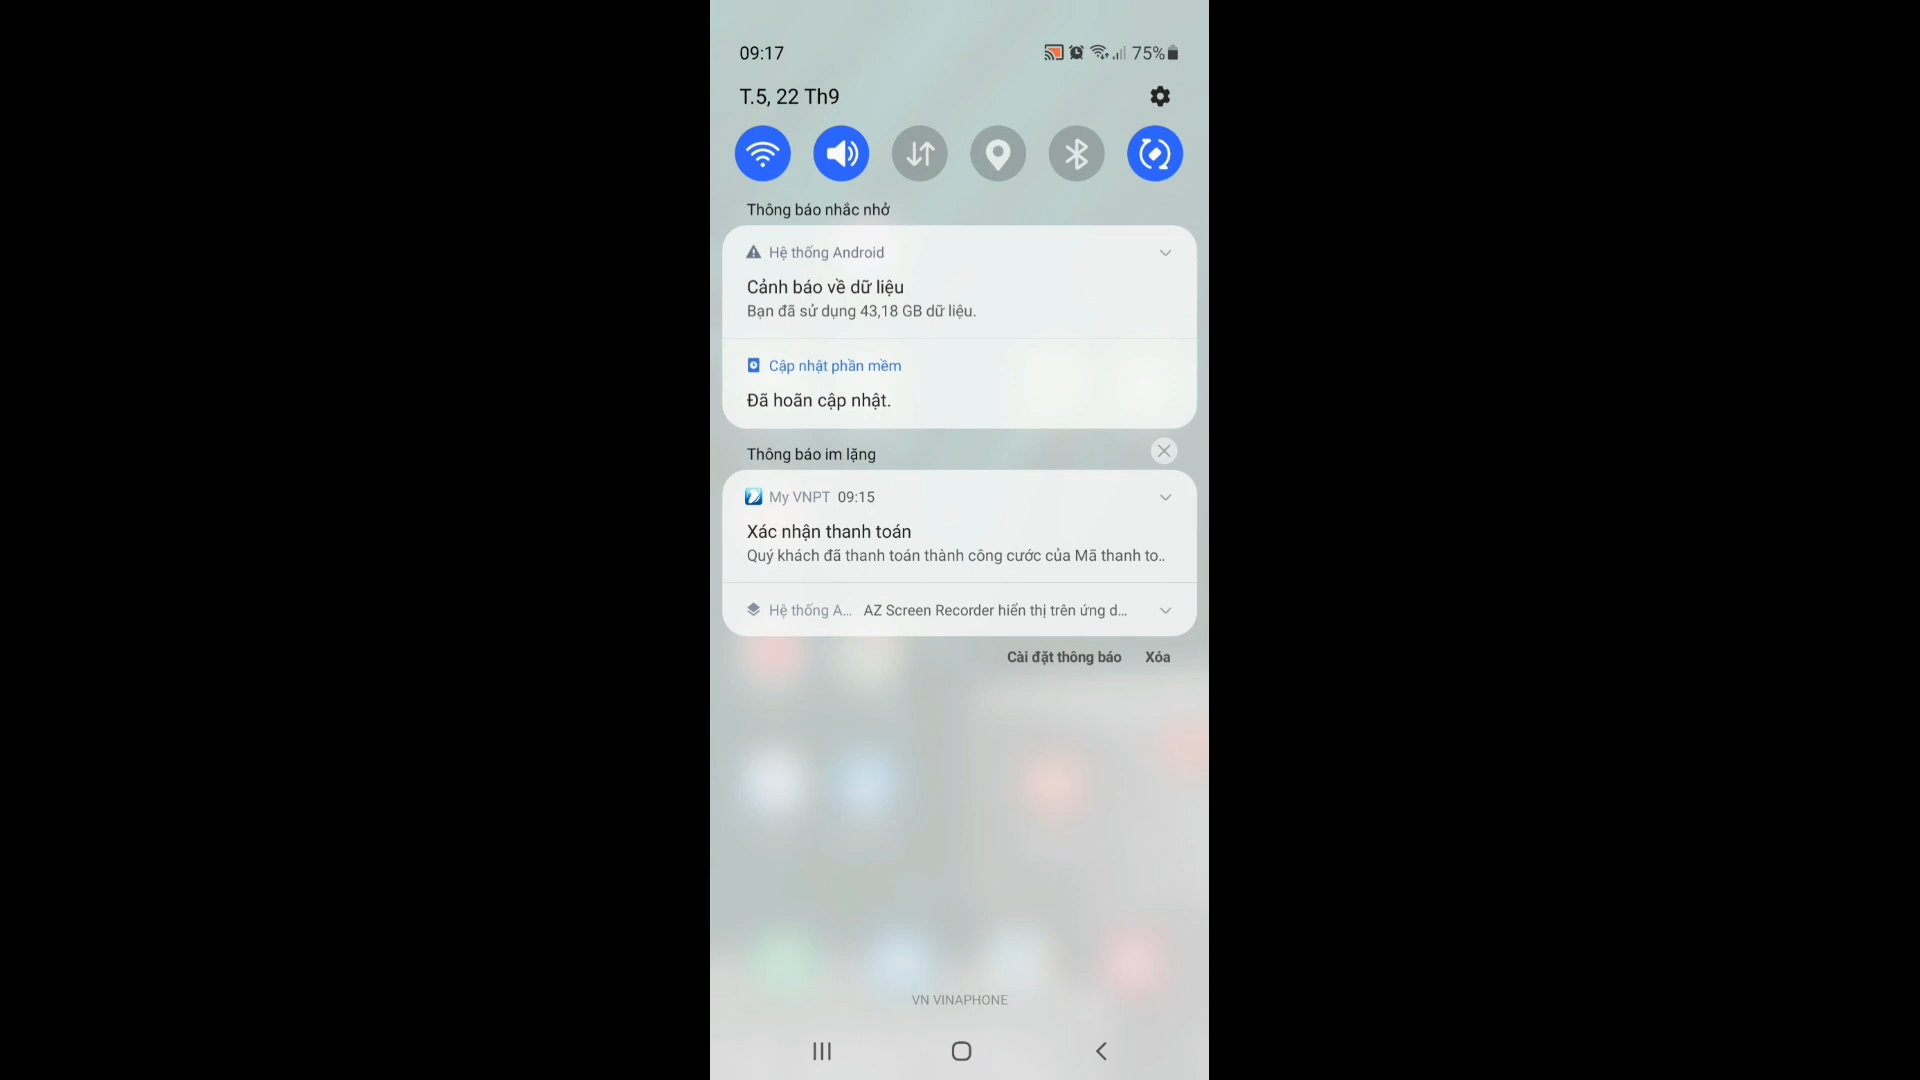 09:17
75%
T.5, 22 Th9
Thông báo nhắc nhở
Hệ thống Android
Cảnh báo về dữ liệu
Bạn đã sử dụng 43,18 GB dữ liệu.
Cập nhật phần mềm
Đã hoãn cập nhật.
Thông báo im lặng
My VNPT 09:15
Xác nhận thanh toán
Quý khách đã thanh toán thành công cước của Mã thanh to..
Hệ thống A... AZ Screen Recorder hiển thị trên ứng d...
Cài đặt thông báo Xóa
VN VINAPHONE